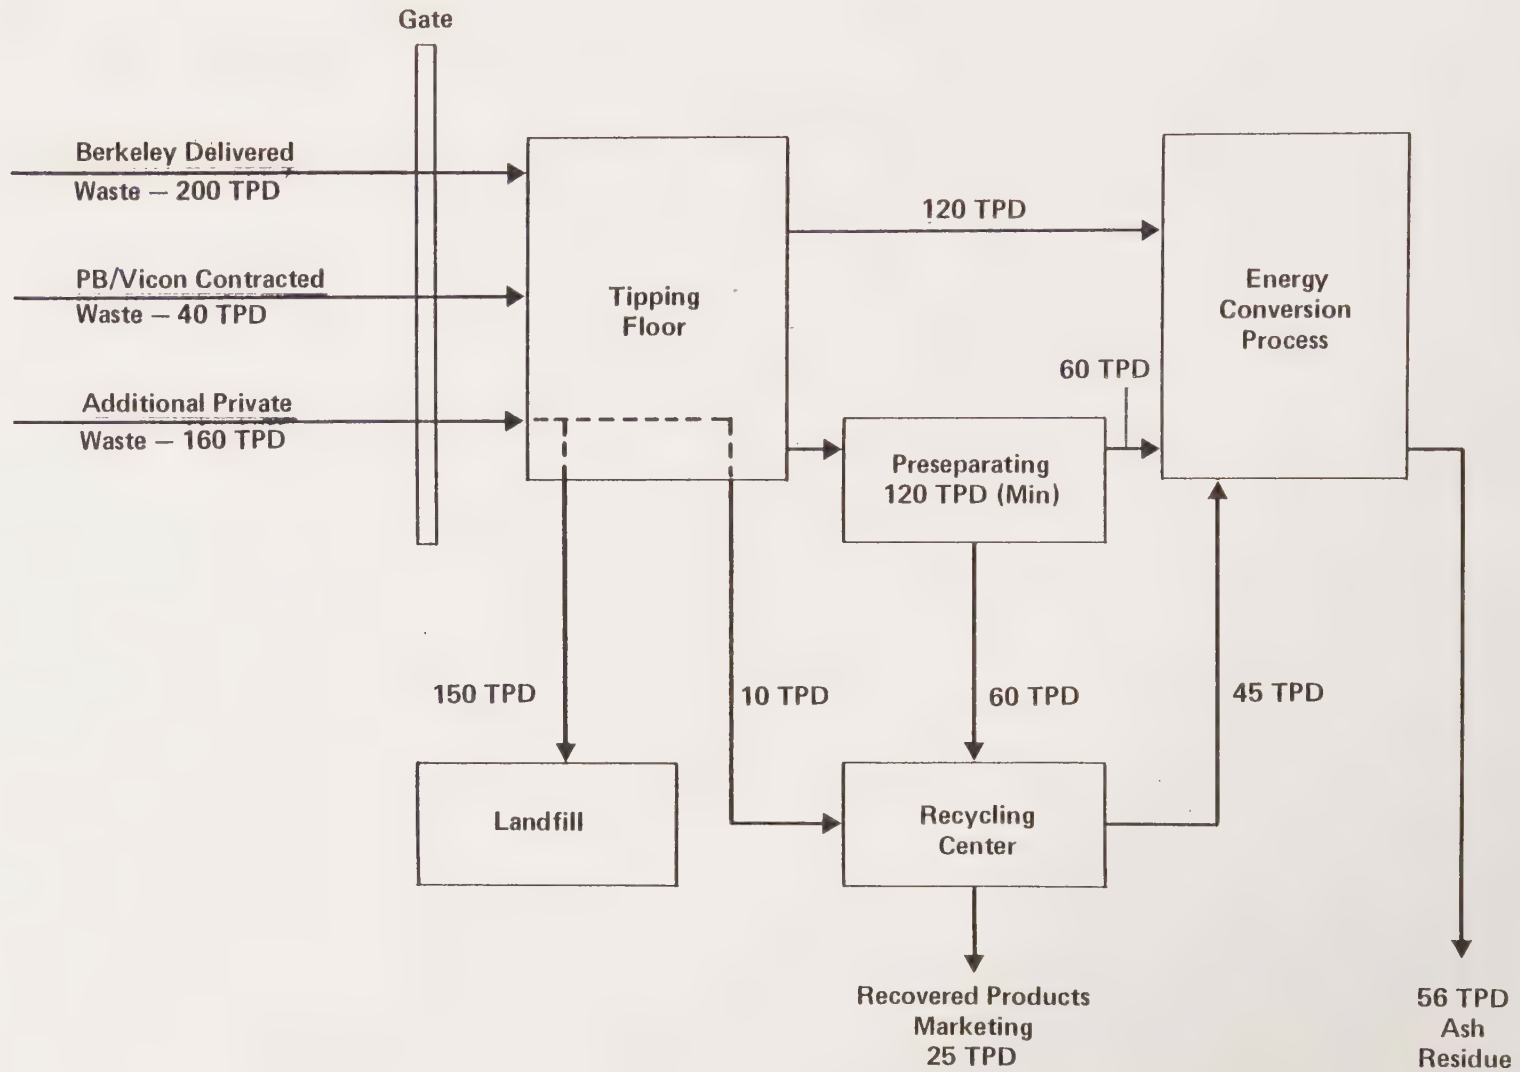 Gate
Berkeley Delivered
Waste — 200 TPD
PB/Vicon Contracted
Waste — 40 TPD
Additional Private
Waste — 160 TPD
Tipping
Floor
120 TPD
Energy
Conversion
Process
60 TPD
Preseparating
120 TPD (Min)
150 TPD
10 TPD
60 TPD
45 TPD
Landfill
Recycling
Center
Recovered Products
Marketing
25 TPD
56 TPD
Ash
Residue